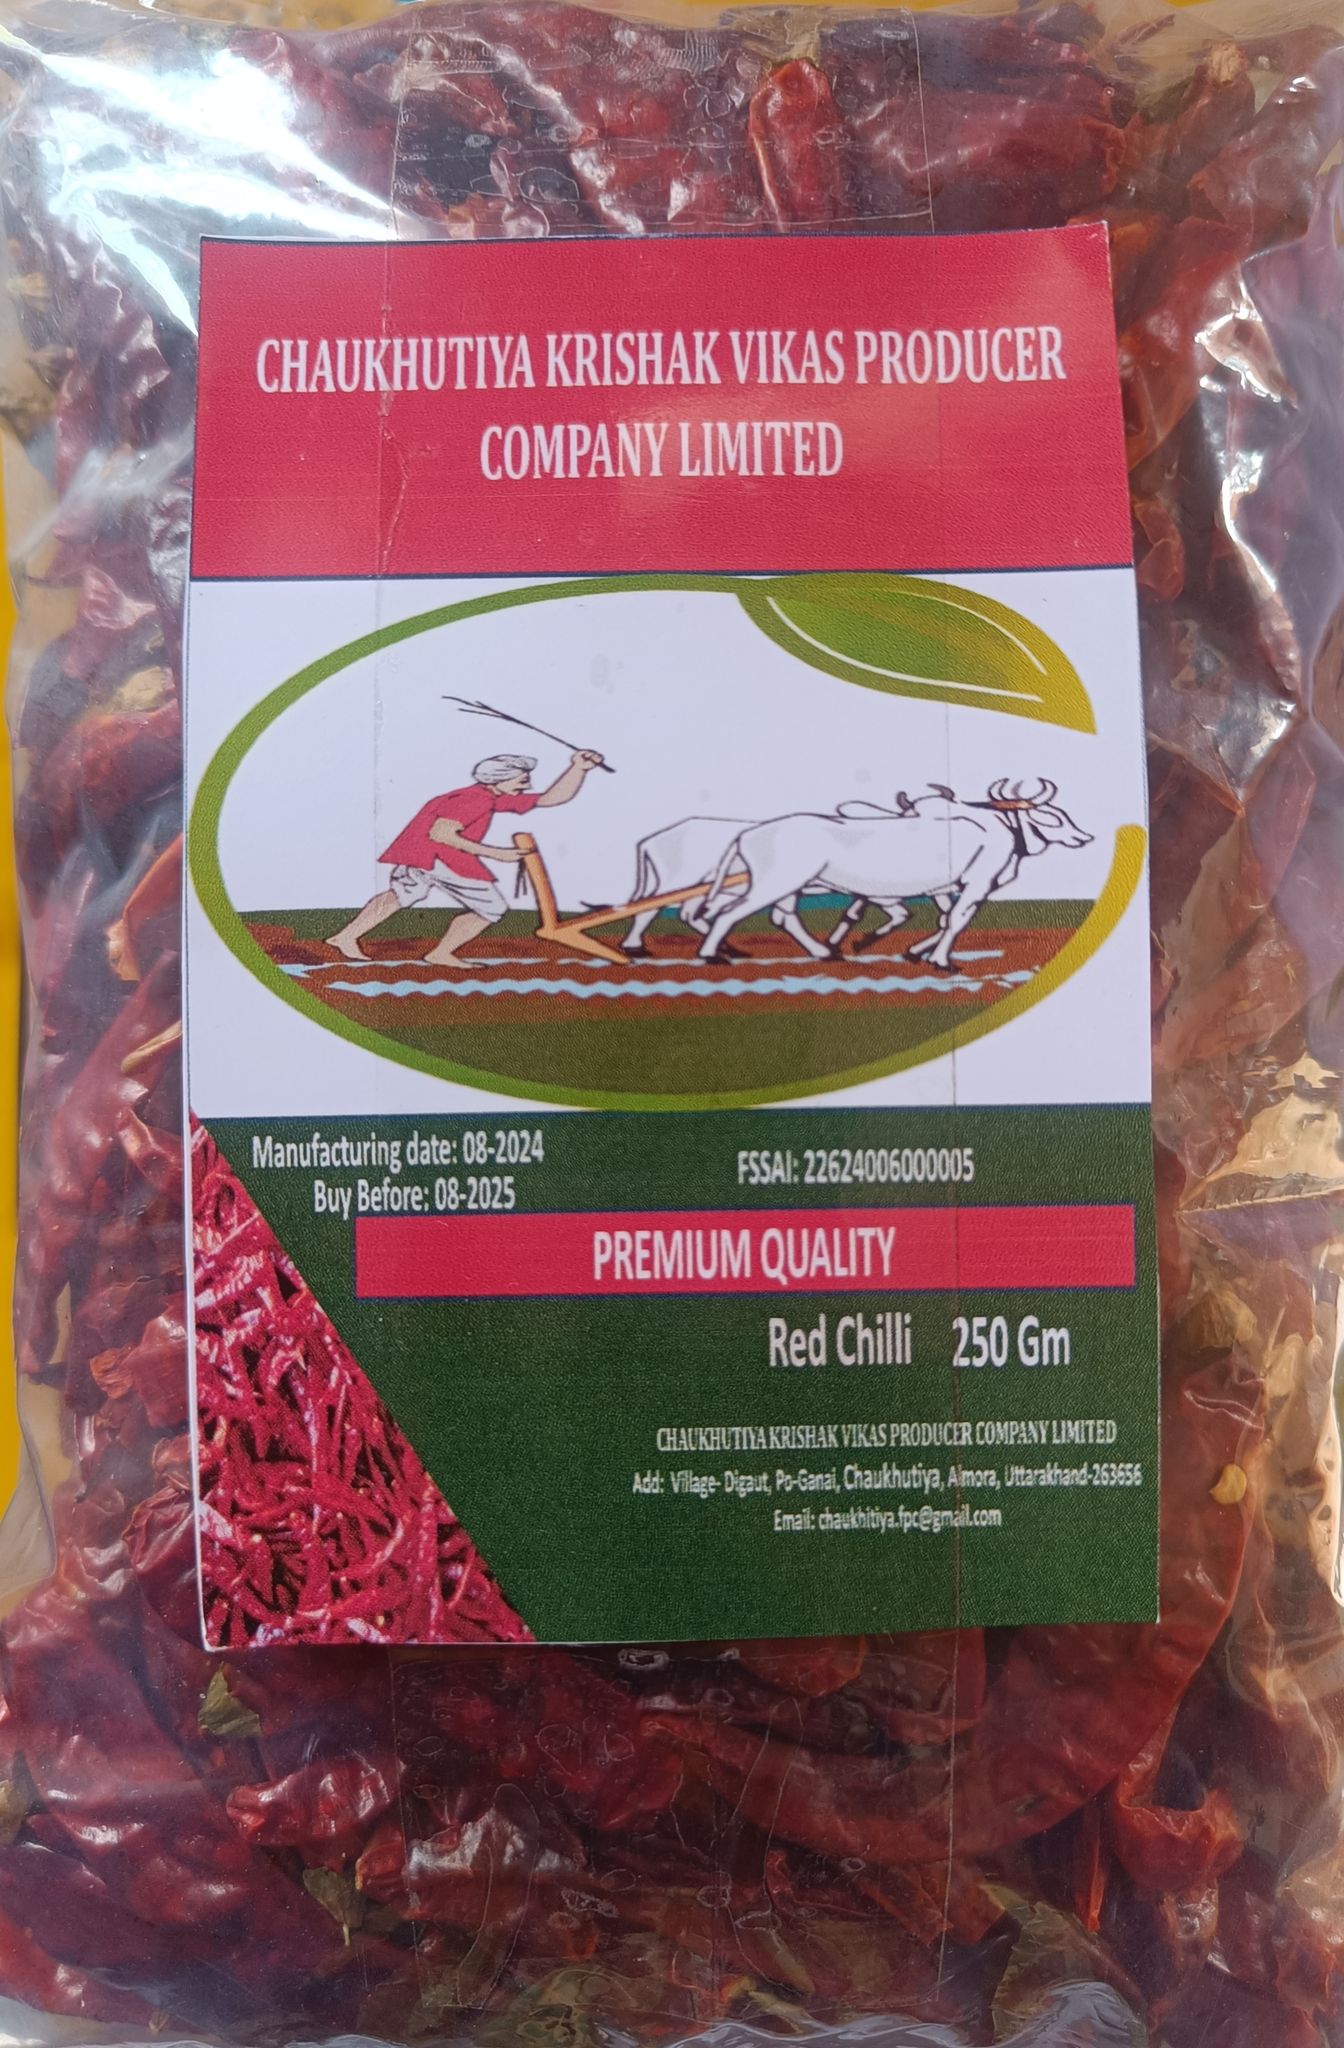 CHAUKHUTIYA KRISHAK VIKAS PRODUCER
COMPANY LIMITED
Manufacturing date: 08-2024
Buy Before: 08-2025
FSSAI: 22624006000005
PREMIUM QUALITY
Red Chilli 250 Gm
CHAUKHUTIYA KRISHAK VIKAS PRODUCER COMPANY LIMITED
Add: Village- Digaut, Po-Ganai, Chaukhutiya, Almora, Uttarakhand-263656
Email: chaukhitiya.fpc@gmail.com